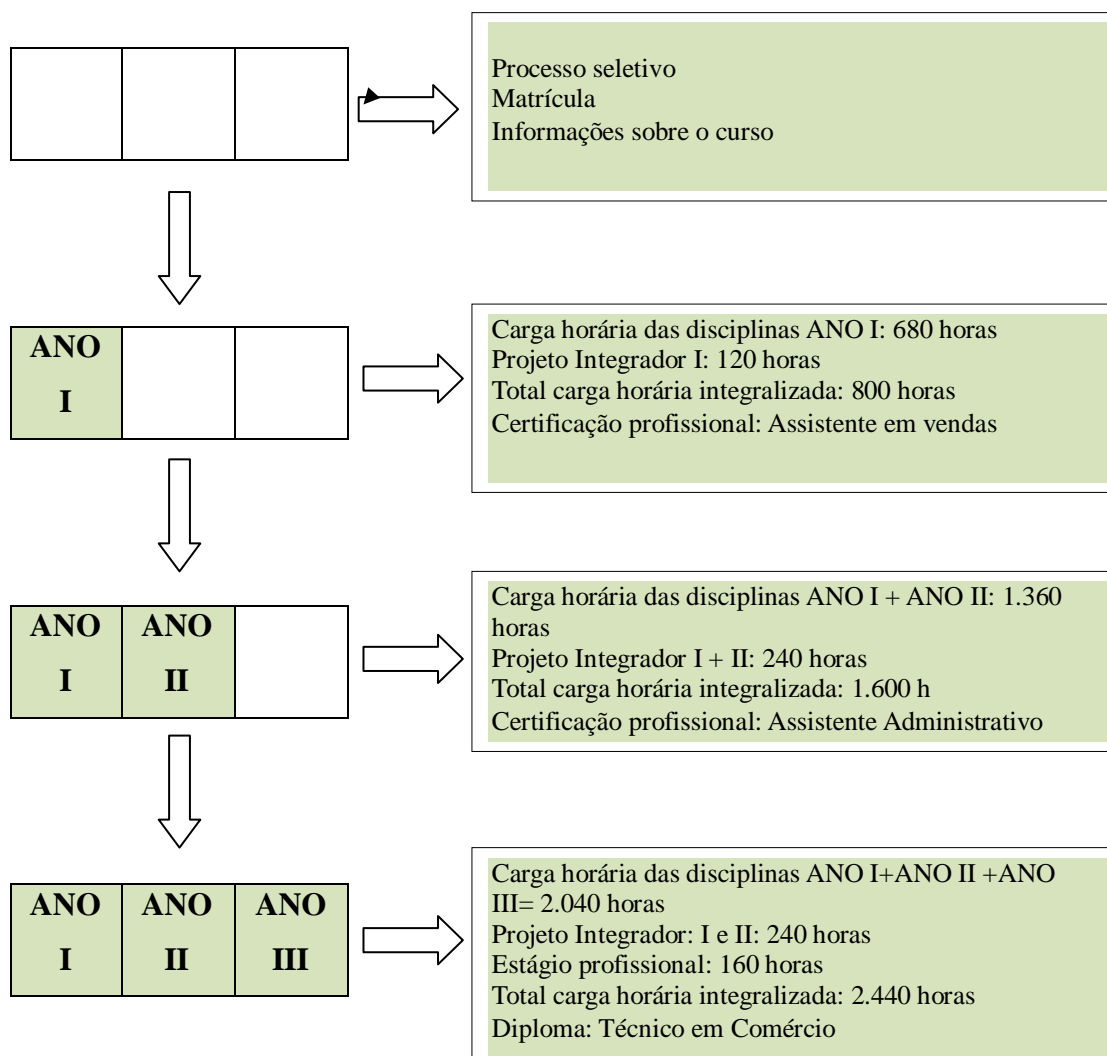 Processo seletivo
Matrícula
Informações sobre o curso
ANO
I
Carga horária das disciplinas ANO I: 680 horas
Projeto Integrador I: 120 horas
Total carga horária integralizada: 800 horas
Certificação profissional: Assistente em vendas
ANO
I
ANO
II
Carga horária das disciplinas ANO I + ANO II: 1.360
horas
Projeto Integrador I + II: 240 horas
Total carga horária integralizada: 1.600 h
Certificação profissional: Assistente Administrativo
ANO
I
ANO
II
ANO
III
Carga horária das disciplinas ANO I+ANO II +ANO
III= 2.040 horas
Projeto Integrador: I e II: 240 horas
Estágio profissional: 160 horas
Total carga horária integralizada: 2.440 horas
Diploma: Técnico em Comércio